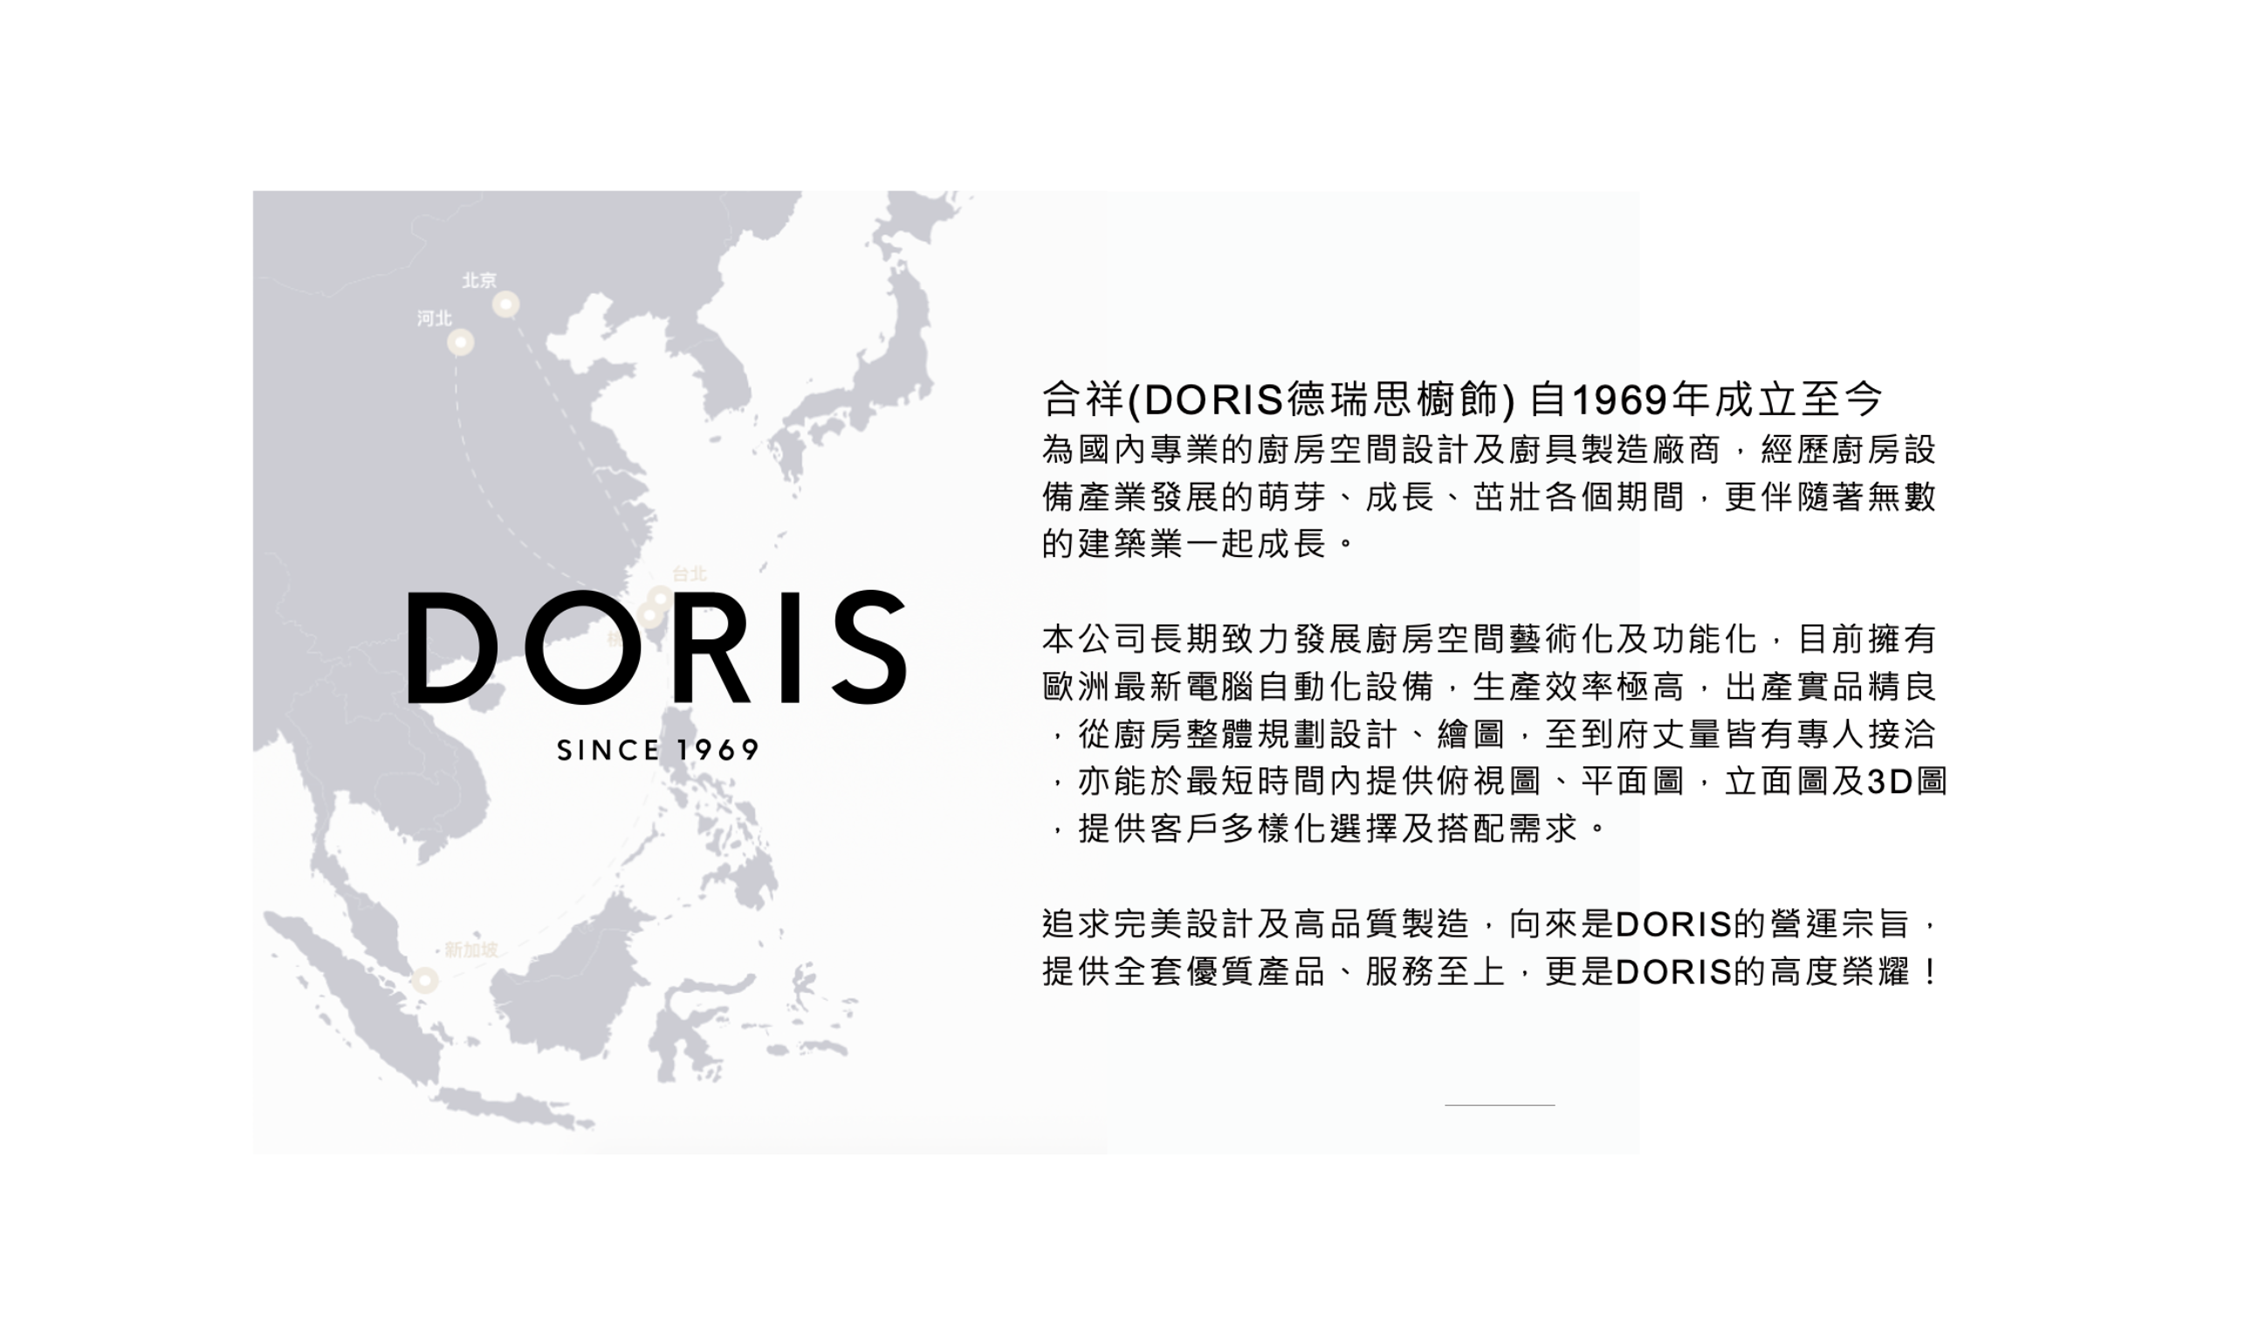 北京
河北
台北
DORIS
SINCE 1969
新加坡
合祥(DORIS德瑞思櫥飾) 自1969年成立至今
為國內專業的廚房空間設計及廚具製造廠商，經歷廚房設
備產業發展的萌芽、成長、茁壯各個期間，更伴隨著無數
的建築業一起成長。
本公司長期致力發展廚房空間藝術化及功能化，目前擁有
歐洲最新電腦自動化設備，生產效率極高，出產實品精良
，從廚房整體規劃設計、繪圖，至到府丈量皆有專人接洽
，亦能於最短時間內提供俯視圖、平面圖，立面圖及3D圖
，提供客戶多樣化選擇及搭配需求。
追求完美設計及高品質製造，向來是DORIS的營運宗旨，
提供全套優質產品、服務至上，更是DORIS的高度榮耀！